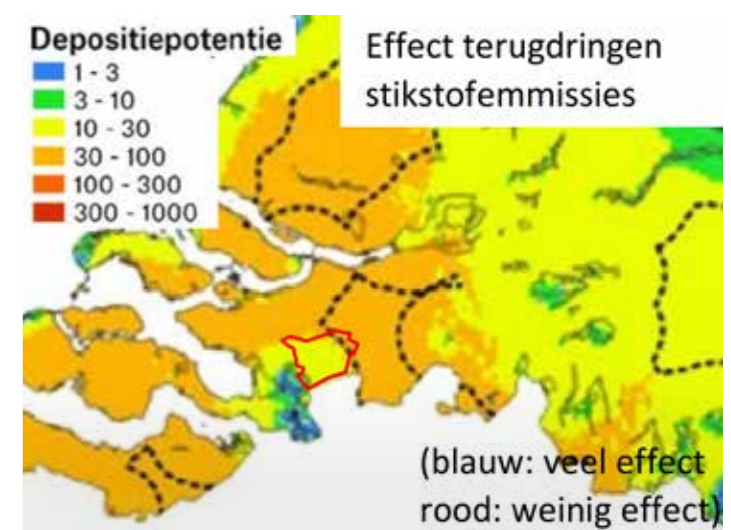 Depositiepotentie
1 - 3
3 - 10
10 - 30
30 - 100
100 - 300
300 - 1000
Effect terugdringen
stikstofemmissies
(blauw: veel effect
rood: weinig effect)